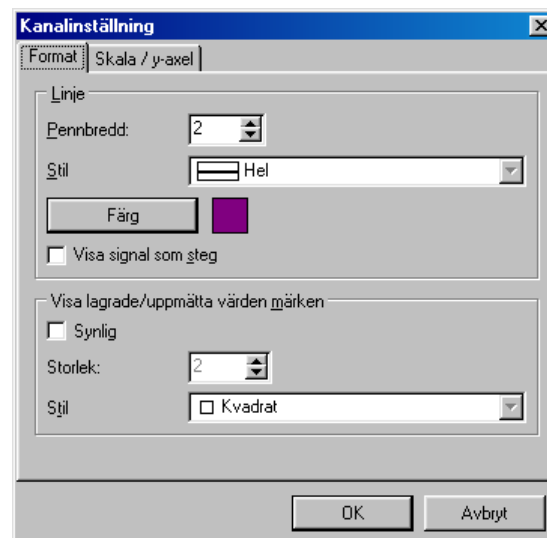 Kanalinställning
Format Skala / y-axel
Linje
Pennbredd: 2
Stil Hel
Färg
Visa signal som steg
Visa lagrade/uppmätta värden märken
Synlig
Storlek: 2
Stil Kvadrat
OK Avbryt